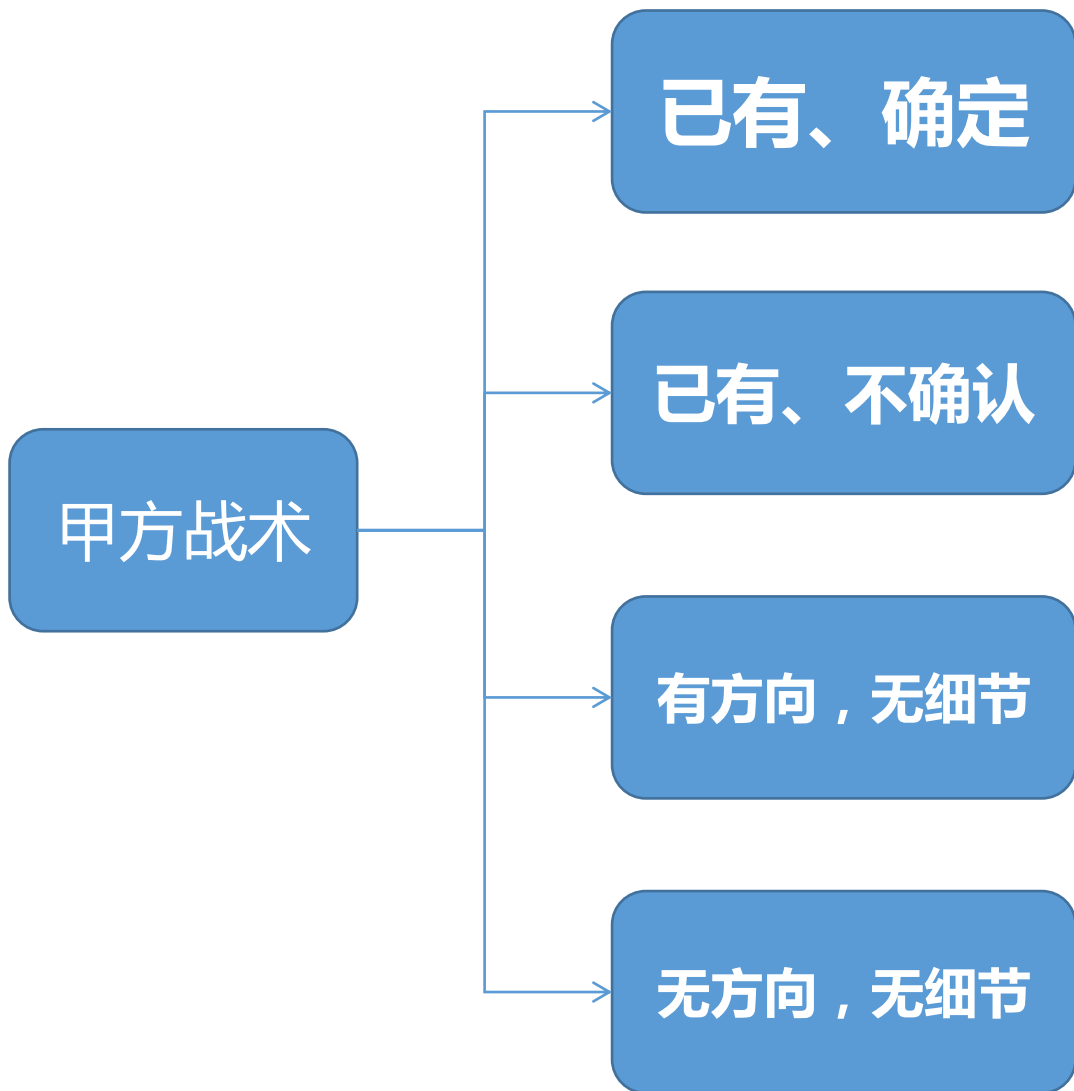 甲方战术
已有、 确定
已有、不确认
有方向，无细节
无方向，无细节